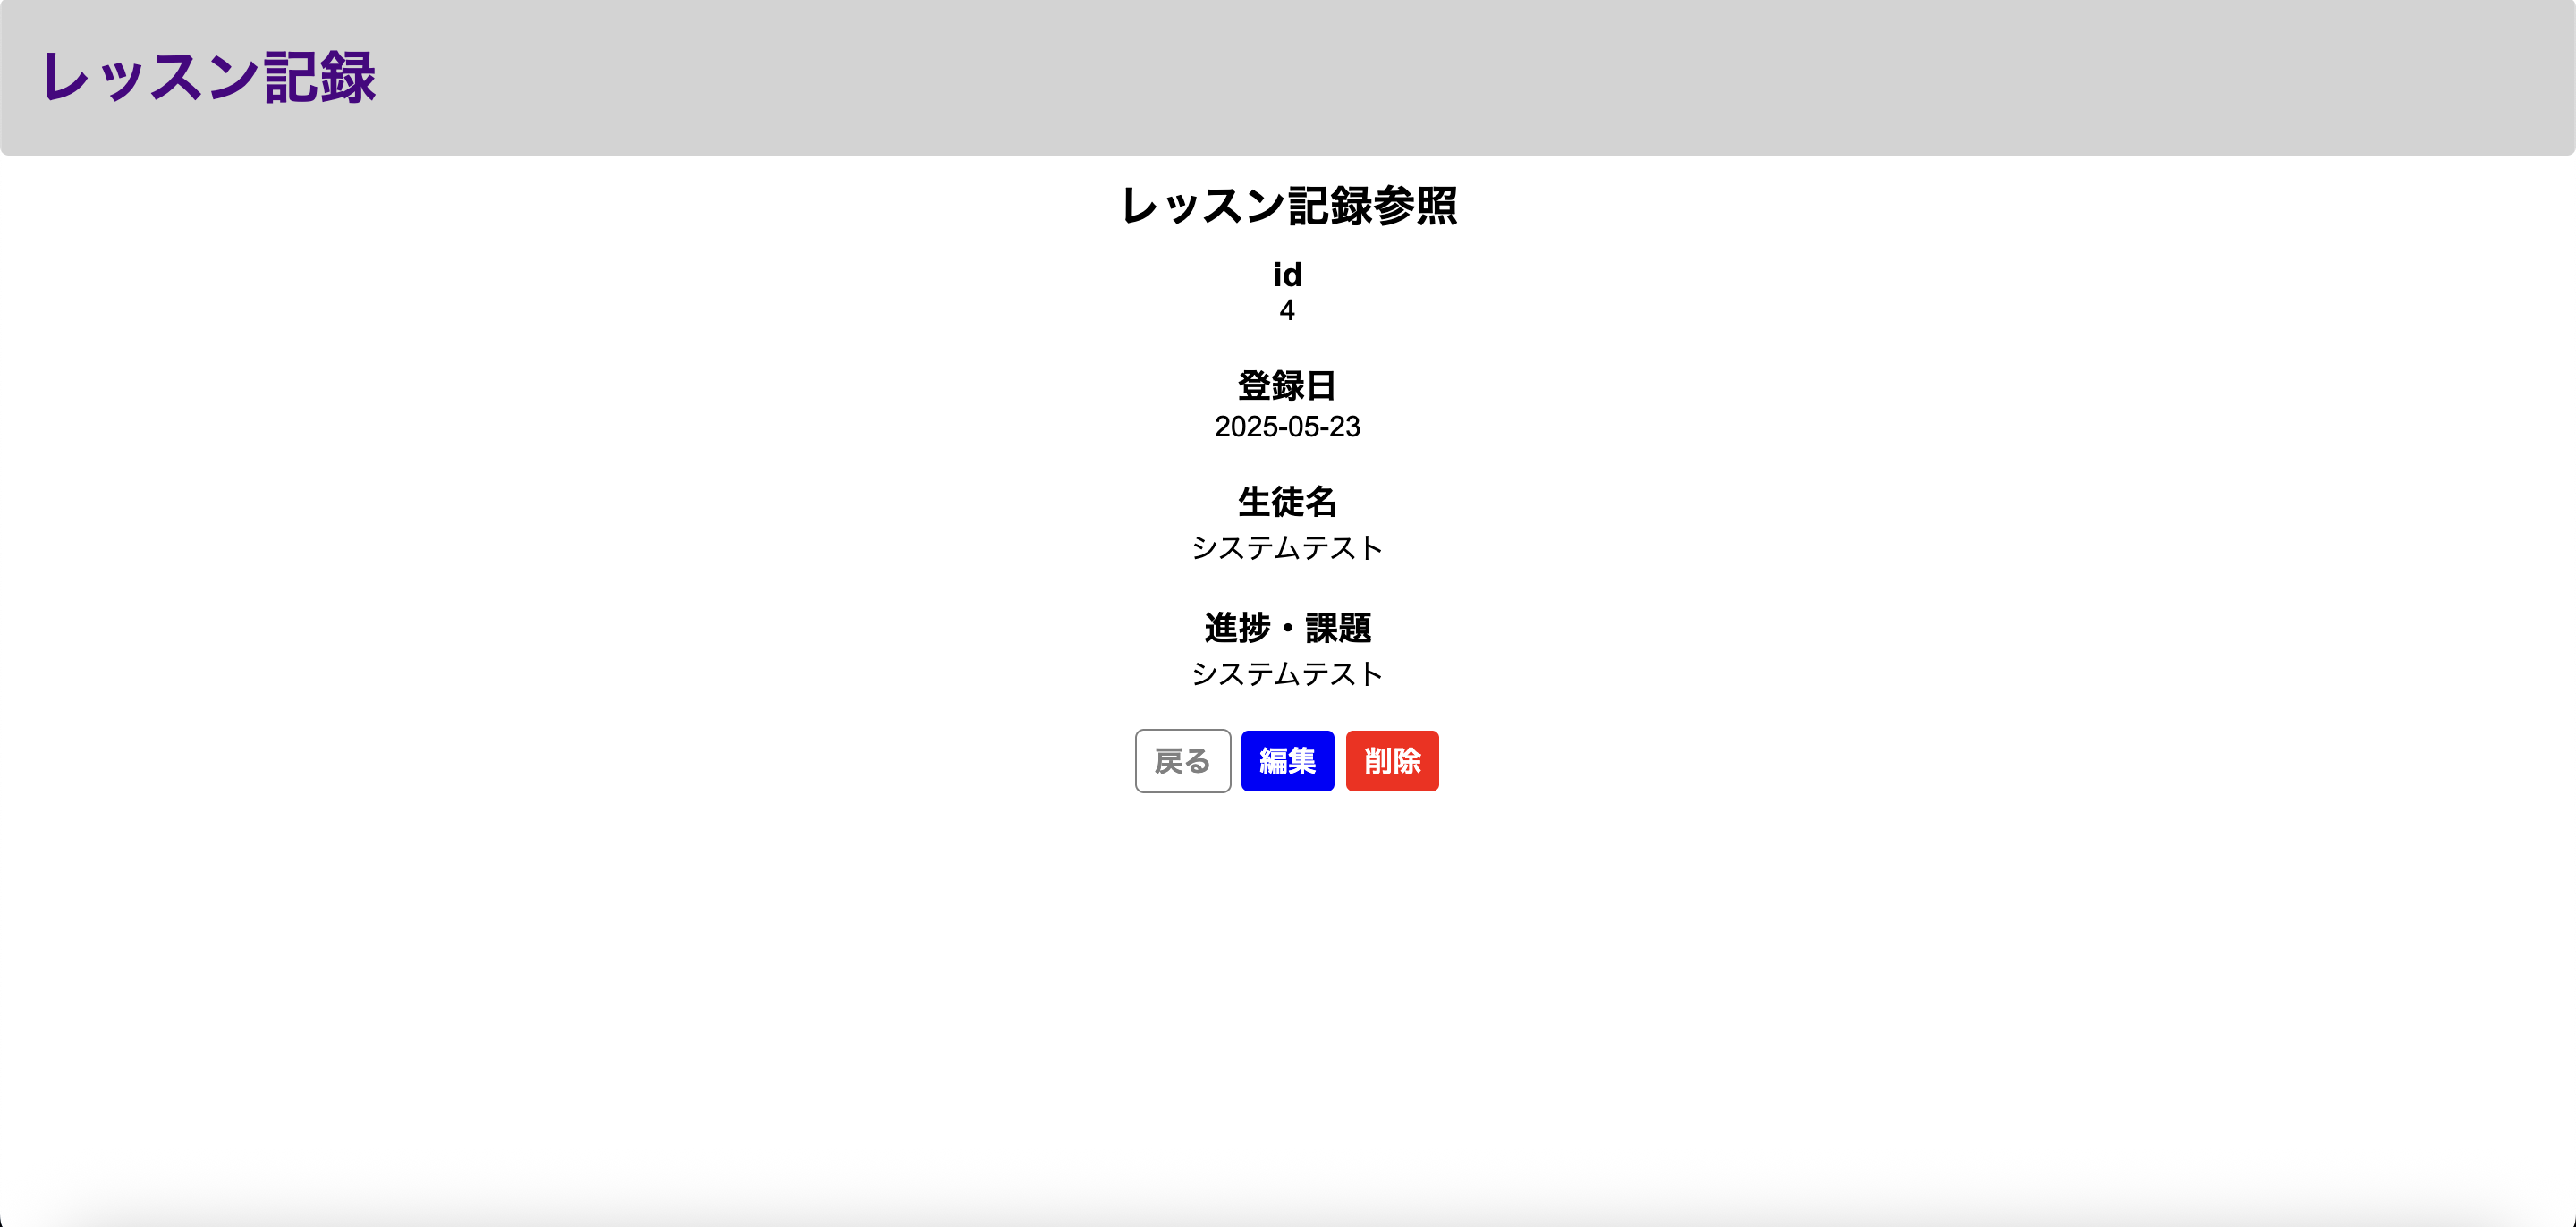 レッスン記録
レッスン記録参照
id
4
登録日
2025-05-23
生徒名
システムテスト
進捗・課題
システムテスト
戻る 編集 削除